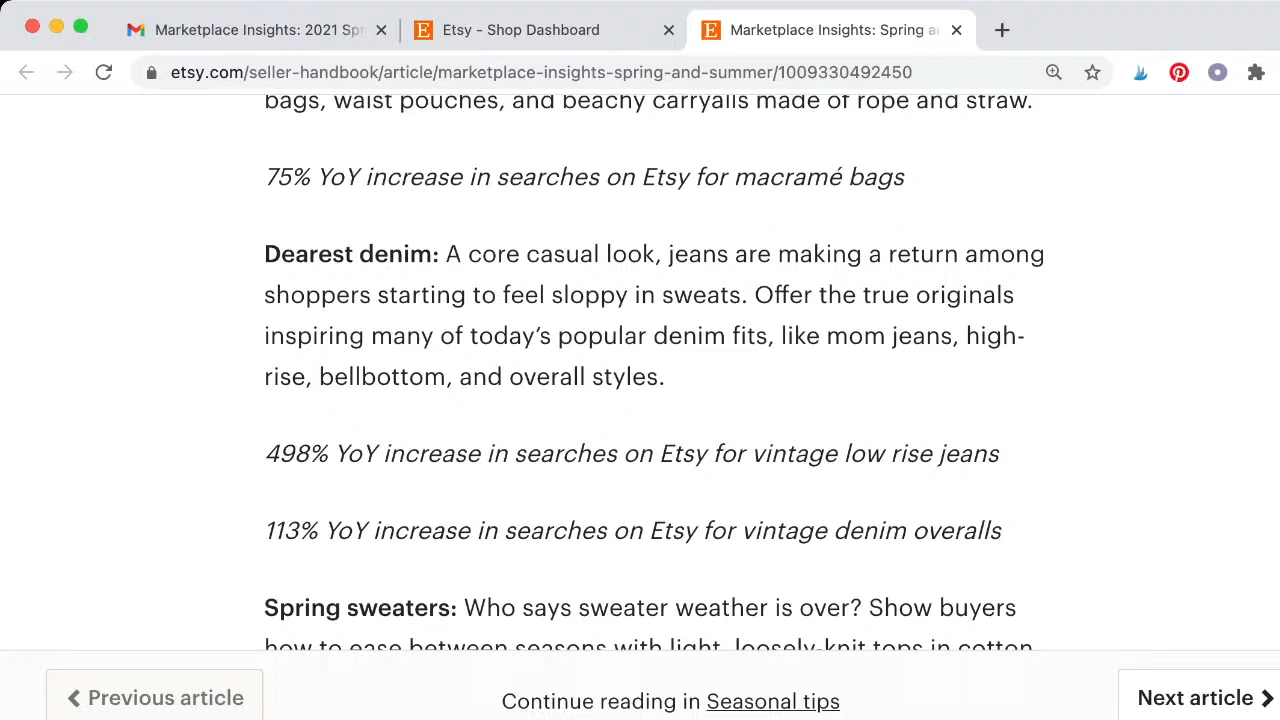 Marketplace Insights: 2021 Spr
Etsy - Shop Dashboard
Marketplace Insights: Spring a
etsy.com/seller-handbook/article/marketplace-insights-spring-and-summer/1009330492450
bags, waist pouches, and beachy carryalls made of rope and straw.
75% YoY increase in searches on Etsy for macramé bags
Dearest denim: A core casual look, jeans are making a return among
shoppers starting to feel sloppy in sweats. Offer the true originals
inspiring many of today’s popular denim fits, like mom jeans, high-
rise, bellbottom, and overall styles.
498% YoY increase in searches on Etsy for vintage low rise jeans
113% YoY increase in searches on Etsy for vintage denim overalls
Spring sweaters: Who says sweater weather is over? Show buyers
how to ease between seasons with light, loosely-knit tops in cotton
Previous article
Continue reading in Seasonal tips
Next article